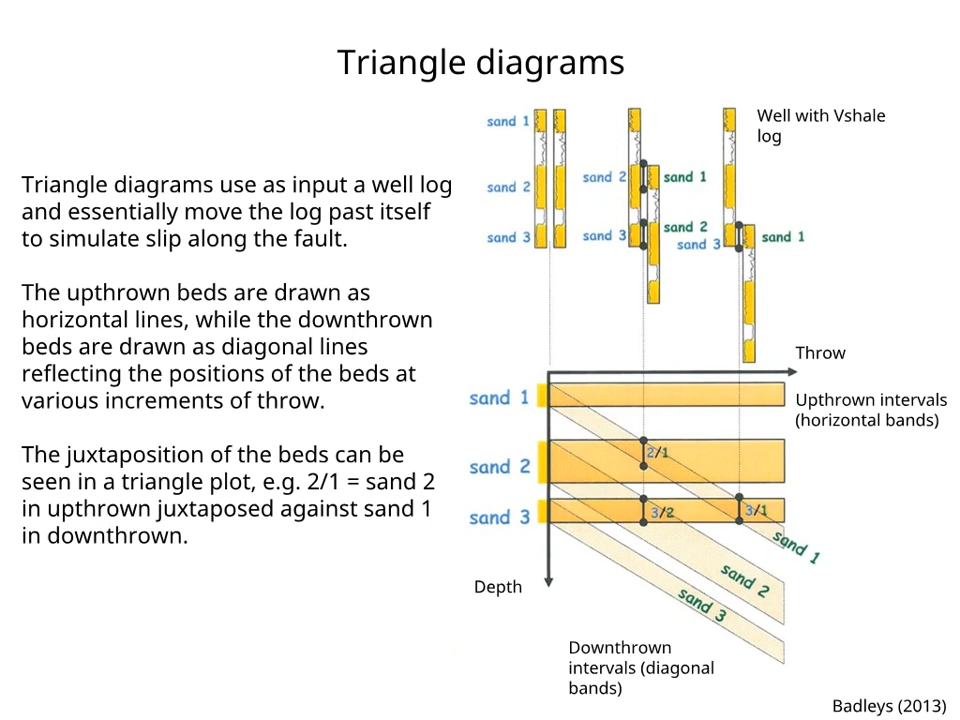 Triangle diagrams
Triangle diagrams use as input a well log
and essentially move the log past itself
to simulate slip along the fault.
The upthrown beds are drawn as
horizontal lines, while the downthrown
beds are drawn as diagonal lines
reflecting the positions of the beds at
various increments of throw.
The juxtaposition of the beds can be
seen in a triangle plot, e.g. 2/1 = sand 2
in upthrown juxtaposed against sand 1
in downthrown.
Well with Vshale
log
sand 1
sand 2
sand 3
sand 2
sand 1
sand 3
sand 2
sand 3
sand 1
Throw
sand 1
Upthrown intervals
(horizontal bands)
sand 2
2/1
sand 3
3/2
3/1
sand 1
sand 2
sand 3
Depth
Downthrown
intervals (diagonal
bands)
Badleys (2013)